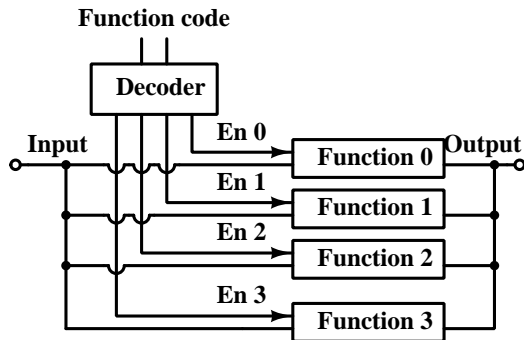 Function code
Decoder
Input
En 0
Function 0
Output
En 1
Function 1
En 2
Function 2
En 3
Function 3